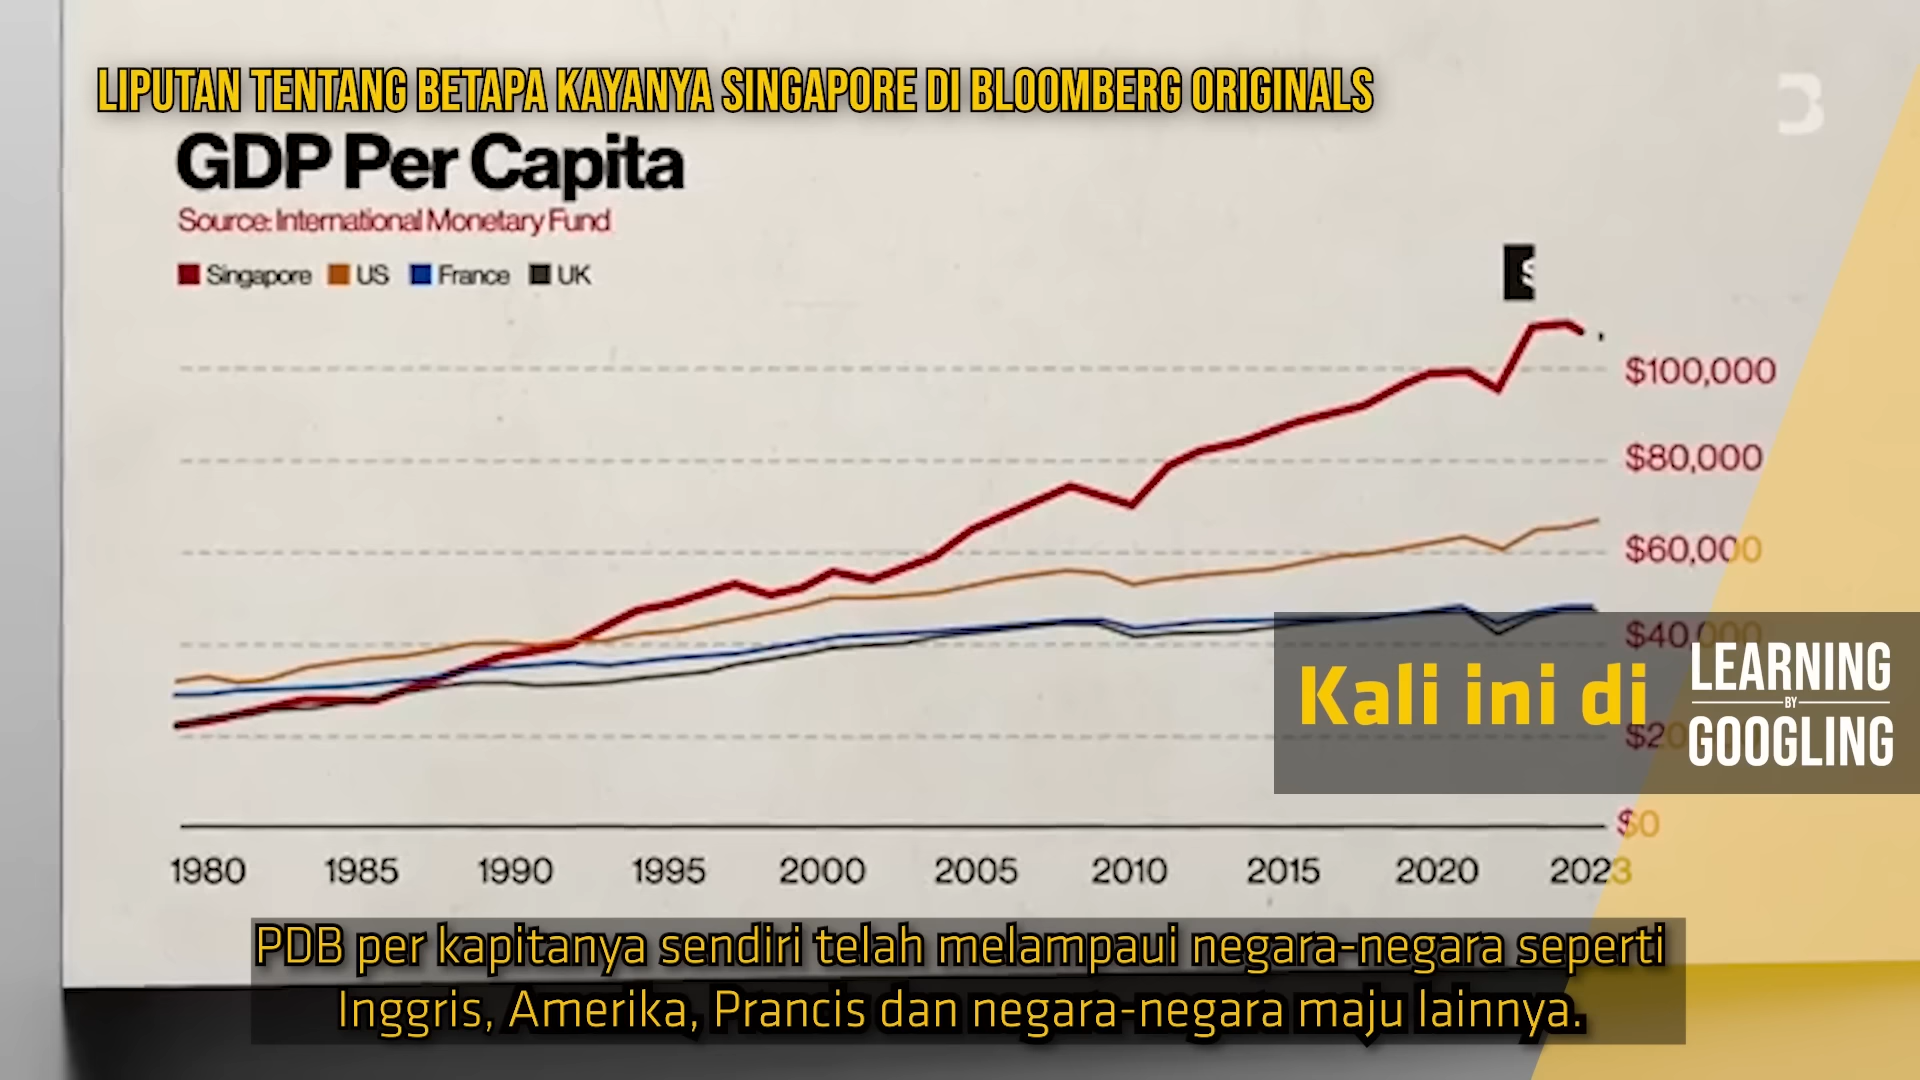 LIPUTAN TENTANG BETAPA KAYANYA SINGAPORE DI BLOOMBERG ORIGINALS
GDP Per Capita
Source: International Monetary Fund
Singapore US France UK
$100,000
$80,000
$60,000
$40,000
$20
$0
Kali ini di
LEARNING
BY
GOOGLING
1980 1985 1990 1995 2000 2005 2010 2015 2020 2023
PDB per kapitanya sendiri telah melampaui negara-negara seperti
Inggris, Amerika, Prancis dan negara-negara maju lainnya.